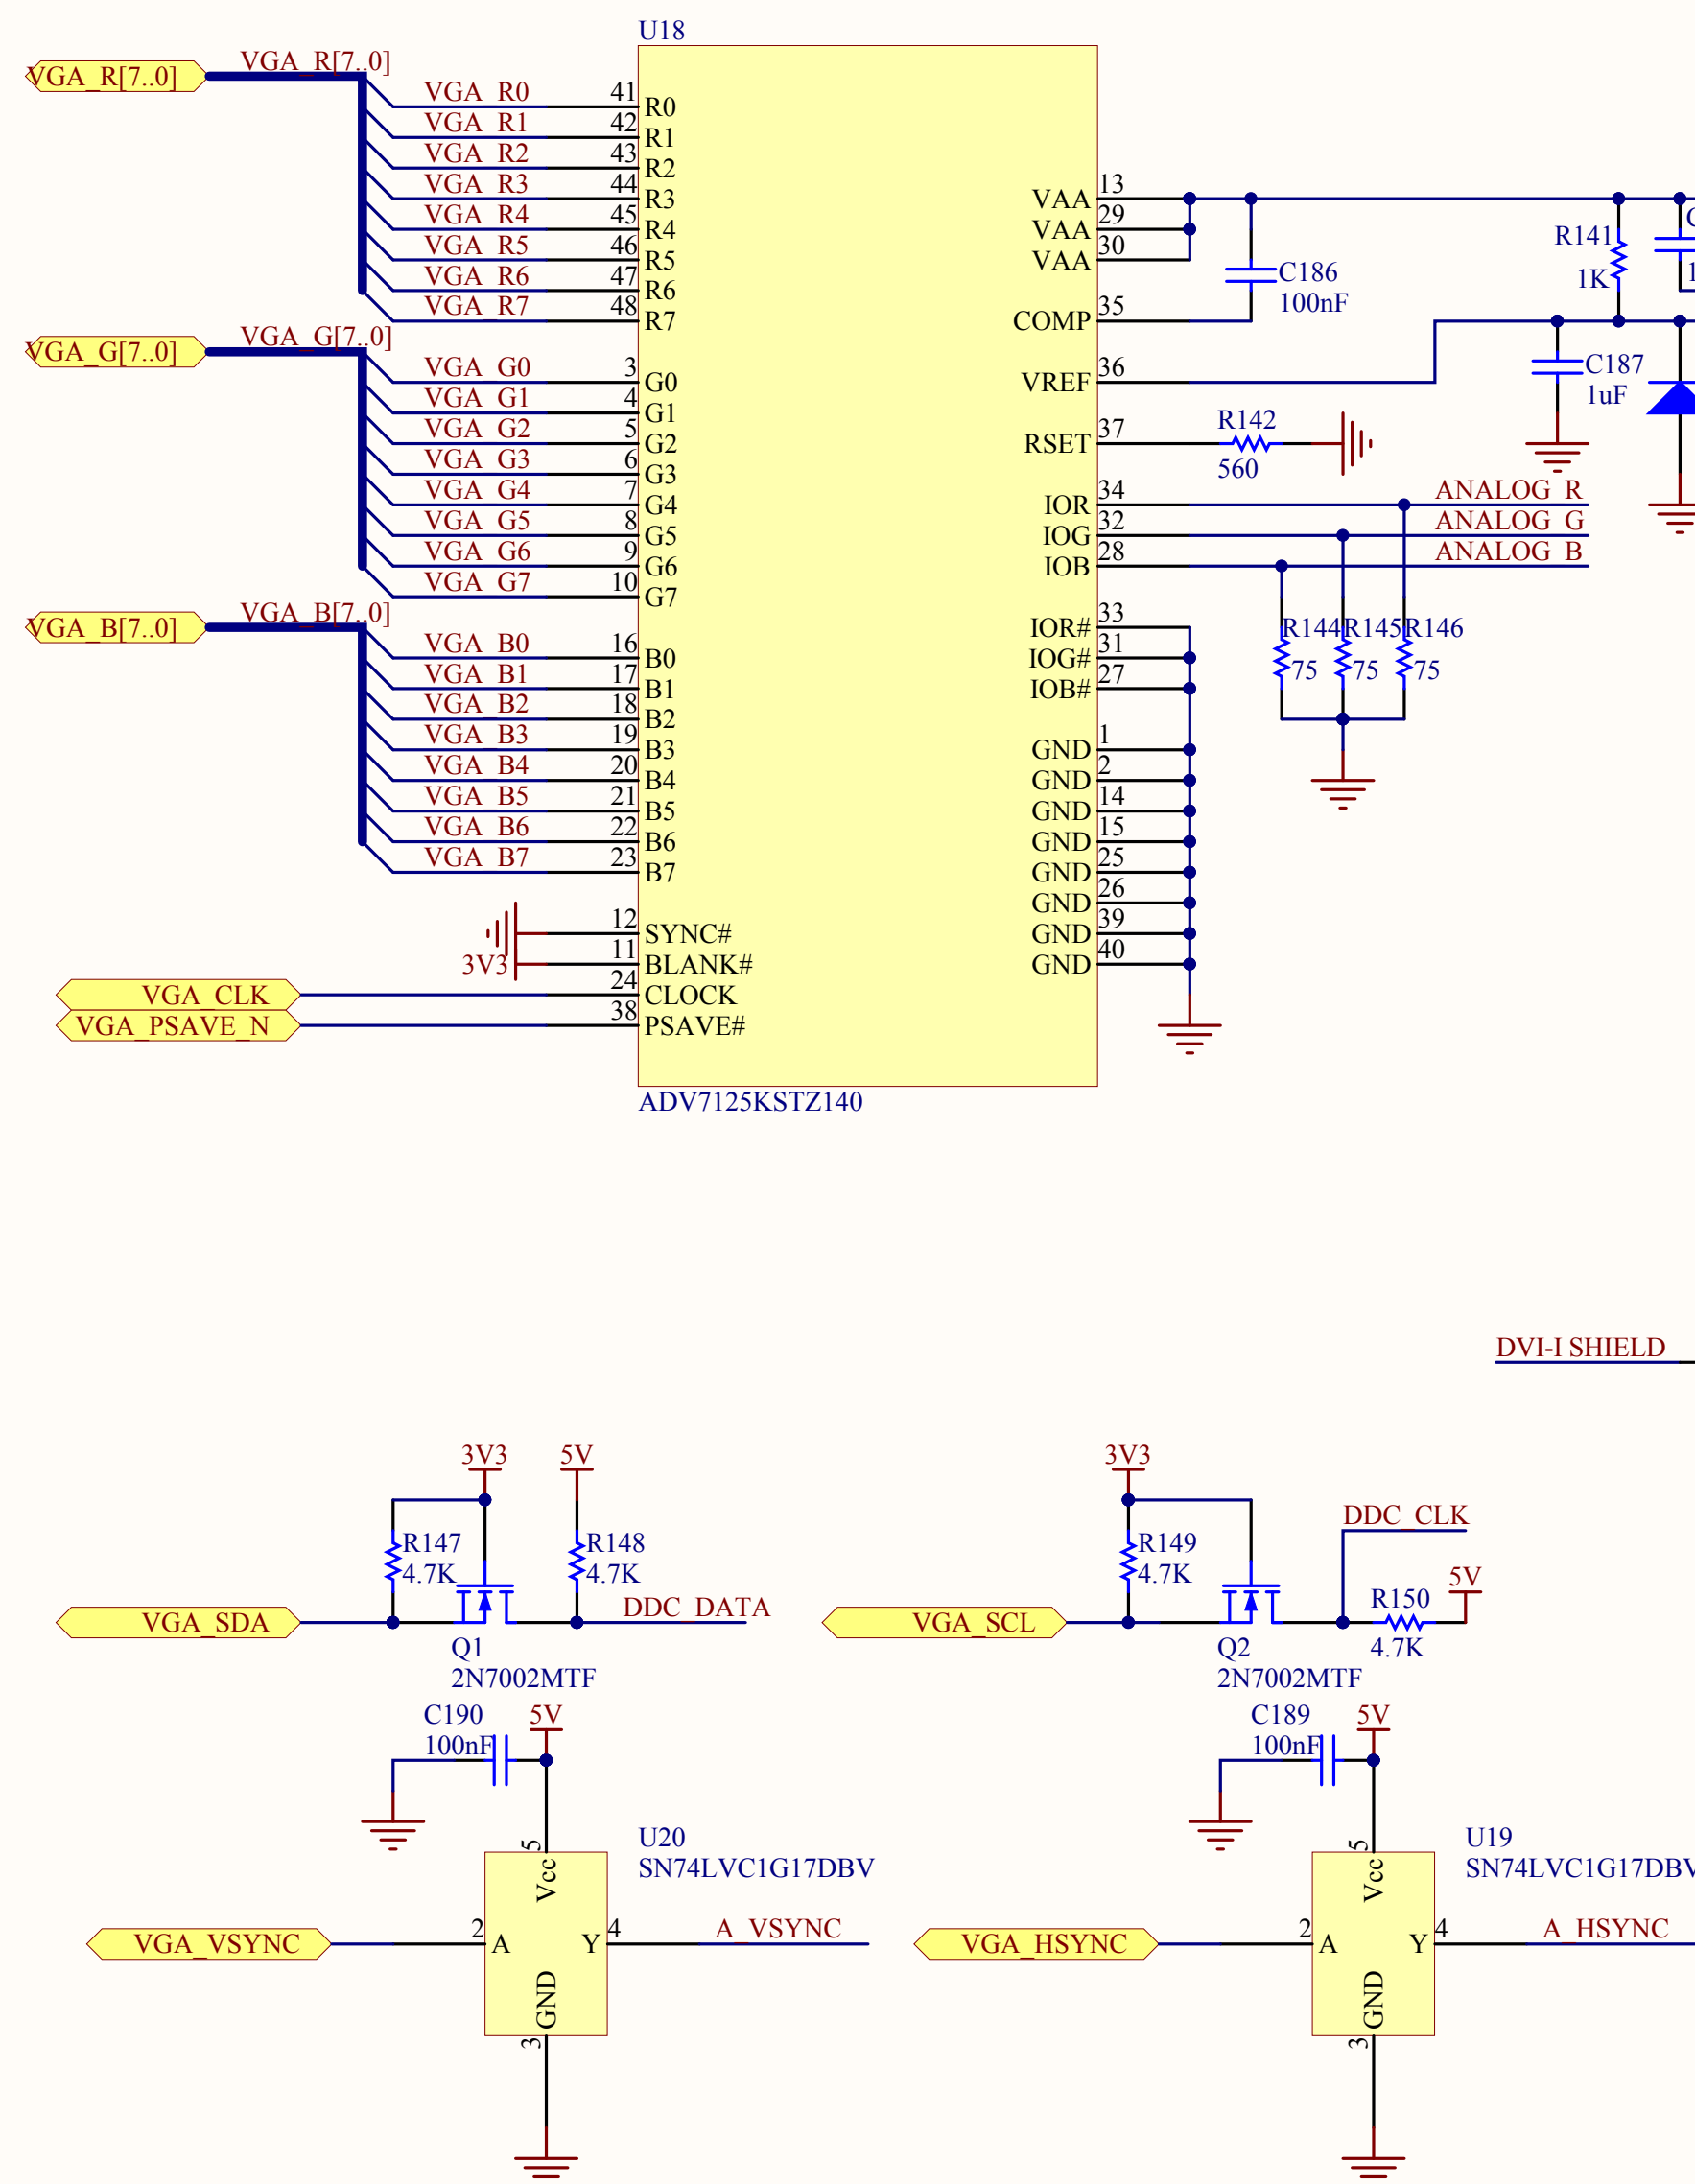 U18
VGA_R[7..0]
VGA_R[7..0]
VGA_R0 41 R0
VGA_R1 42 R1
VGA_R2 43 R2
VGA_R3 44 R3
VGA_R4 45 R4
VGA_R5 46 R5
VGA_R6 47 R6
VGA_R7 48 R7
VGA_G[7..0]
VGA_G[7..0]
VGA_G0 3 G0
VGA_G1 4 G1
VGA_G2 5 G2
VGA_G3 6 G3
VGA_G4 7 G4
VGA_G5 8 G5
VGA_G6 9 G6
VGA_G7 10 G7
VGA_B[7..0]
VGA_B[7..0]
VGA_B0 16 B0
VGA_B1 17 B1
VGA_B2 18 B2
VGA_B3 19 B3
VGA_B4 20 B4
VGA_B5 21 B5
VGA_B6 22 B6
VGA_B7 23 B7
12 SYNC#
3V3 11 BLANK#
VGA_CLK 24 CLOCK
VGA_PSAVE_N 38 PSAVE#
VAA 13
VAA 29
VAA 30
COMP 35
VREF 36
RSET 37
IOR 34
IOG 32
IOB 28
IOR# 33
IOG# 31
IOB# 27
GND 1
GND 2
GND 14
GND 15
GND 25
GND 26
GND 39
GND 40
ADV7125KSTZ140
C186
100nF
R141
1K
C187
1uF
R142
560
ANALOG_R
ANALOG_G
ANALOG_B
R144 R145 R146
75 75 75
DVI-I SHIELD
3V3 5V
R147
4.7K
R148
4.7K
VGA_SDA
DDC_DATA
Q1
2N7002MTF
3V3
R149
4.7K
DDC_CLK
5V
R150
4.7K
VGA_SCL
Q2
2N7002MTF
C190
100nF
5V
U20
SN74LVC1G17DBV
5 Vcc
VGA_VSYNC 2 A Y 4 A_VSYNC
3 GND
C189
100nF
5V
U19
SN74LVC1G17DBV
5 Vcc
VGA_HSYNC 2 A Y 4 A_HSYNC
3 GND